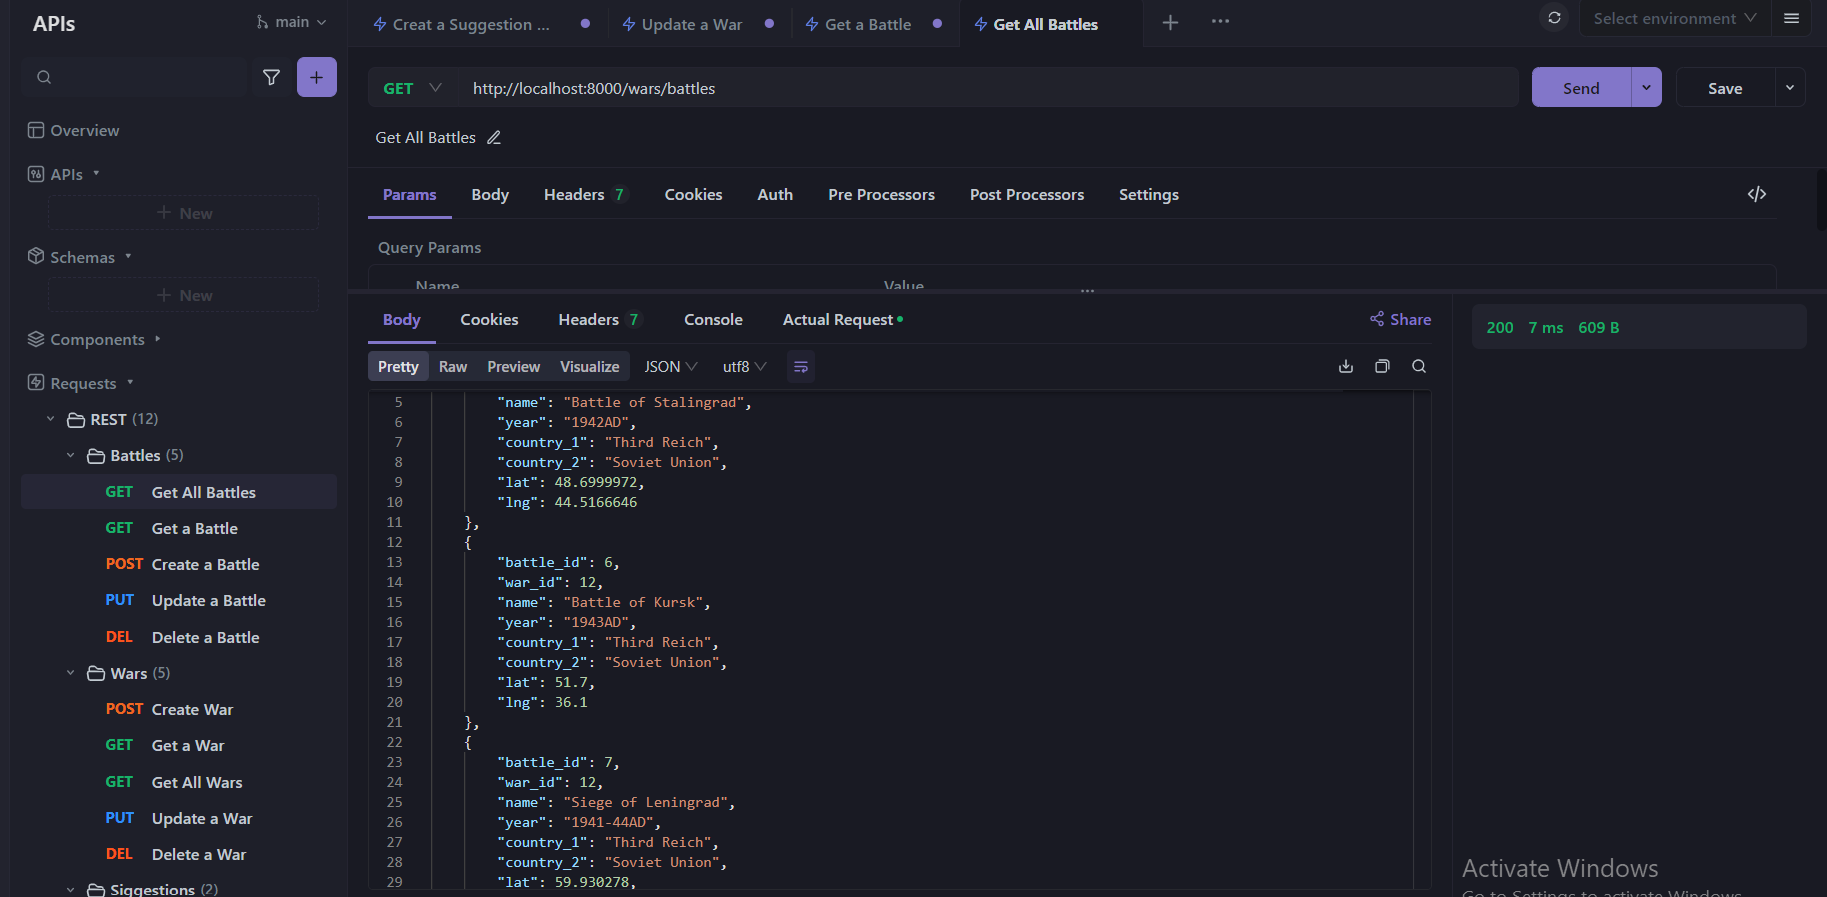 APIs
main
Creat a Suggestion ...
Update a War
Get a Battle
Get All Battles
Select environment
GET
http://localhost:8000/wars/battles
Send
Save
Get All Battles
Overview
APIs
New
Schemas
New
Components
Requests
REST (12)
Battles (5)
GET Get All Battles
GET Get a Battle
POST Create a Battle
PUT Update a Battle
DEL Delete a Battle
Wars (5)
POST Create War
GET Get a War
GET Get All Wars
PUT Update a War
DEL Delete a War
Siggestions (2)
Params Body Headers 7 Cookies Auth Pre Processors Post Processors Settings
Query Params
Name Value
Body Cookies Headers 7 Console Actual Request
Share
Pretty Raw Preview Visualize JSON utf8
5 "name": "Battle of Stalingrad",
6 "year": "1942AD",
7 "country_1": "Third Reich",
8 "country_2": "Soviet Union",
9 "lat": 48.6999972,
10 "lng": 44.5166646
11 },
12 {
13 "battle_id": 6,
14 "war_id": 12,
15 "name": "Battle of Kursk",
16 "year": "1943AD",
17 "country_1": "Third Reich",
18 "country_2": "Soviet Union",
19 "lat": 51.7,
20 "lng": 36.1
21 },
22 {
23 "battle_id": 7,
24 "war_id": 12,
25 "name": "Siege of Leningrad",
26 "year": "1941-44AD",
27 "country_1": "Third Reich",
28 "country_2": "Soviet Union",
29 "lat": 59.930278,
200 7 ms 609 B
Activate Windows
Go to Settings to activate Windows.